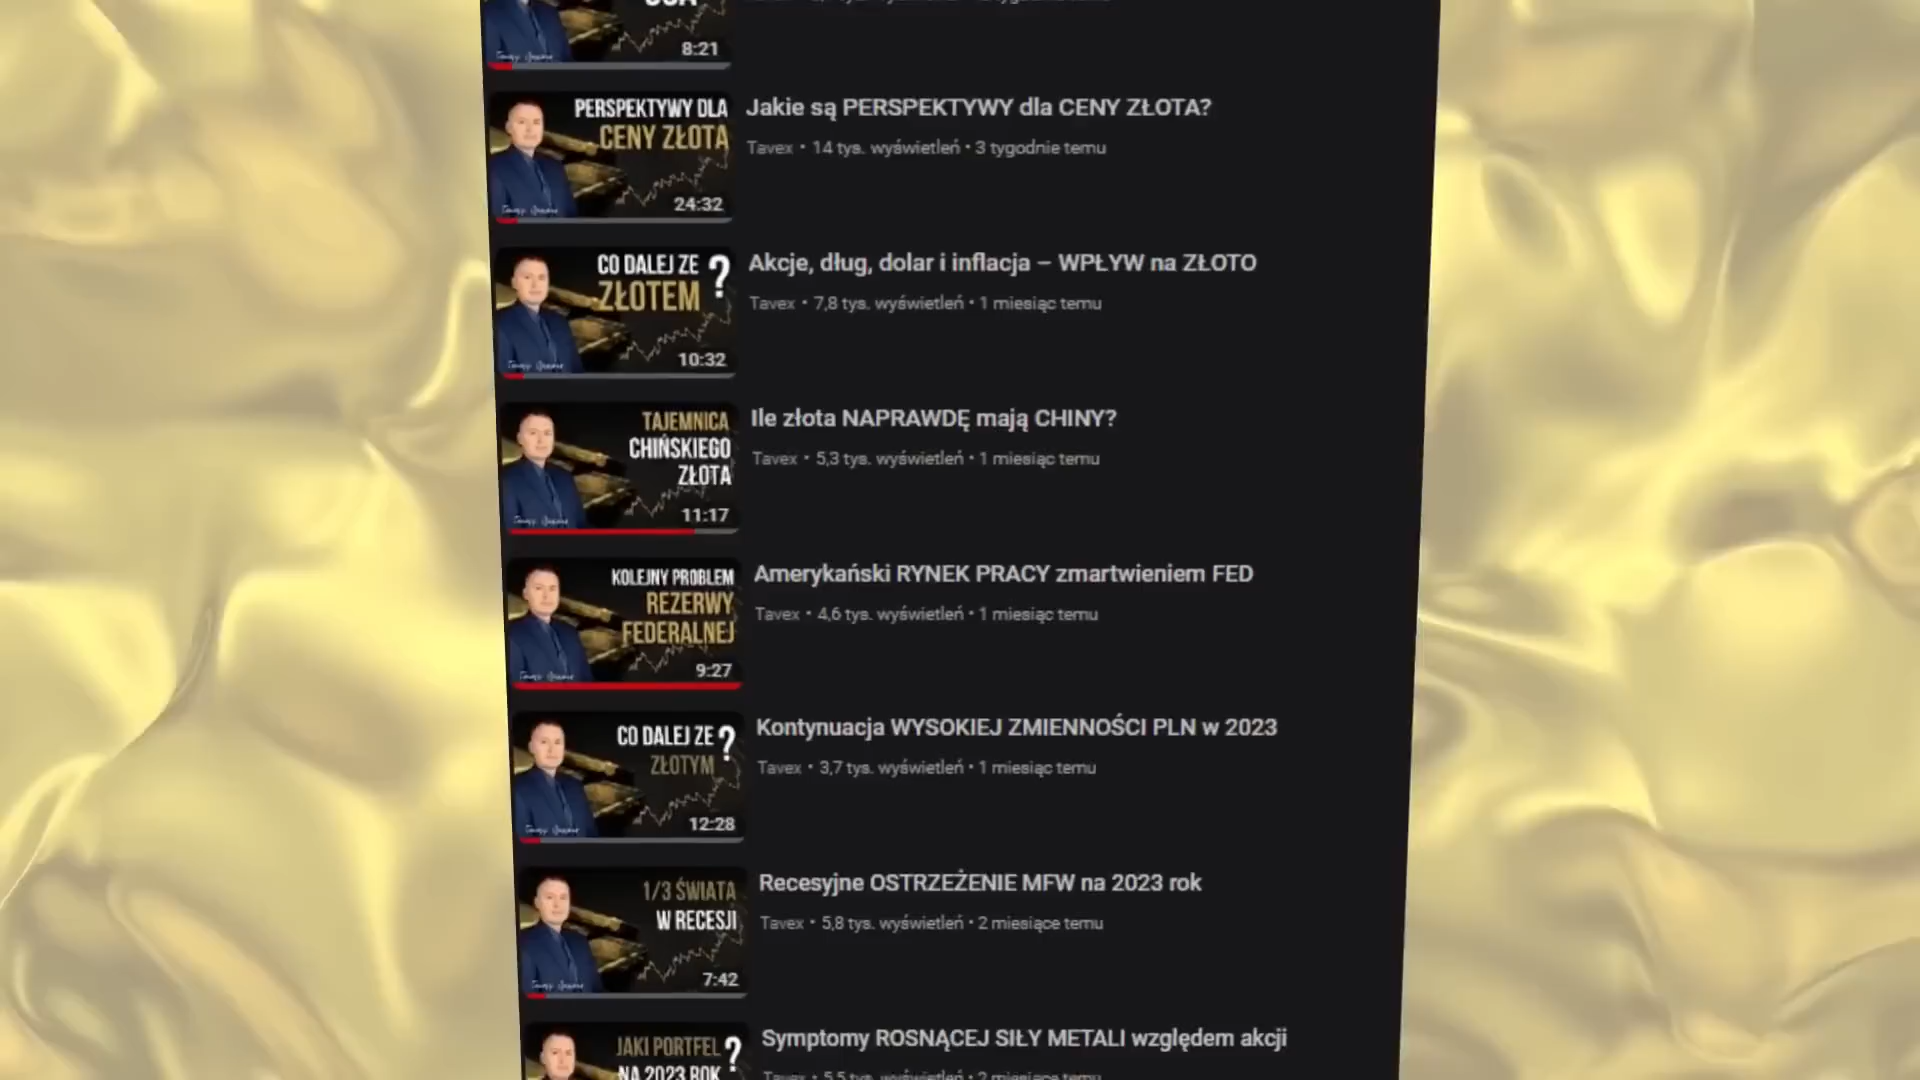 8:21
PERSPEKTYWY DLA
CENY ZŁOTA
24:32
Jakie są PERSPEKTYWY dla CENY ZŁOTA?
Tavex • 14 tys. wyświetleń • 3 tygodnie temu
CO DALEJ ZE
ZŁOTEM ?
10:32
Akcje, dług, dolar i inflacja – WPŁYW na ZŁOTO
Tavex • 7,8 tys. wyświetleń • 1 miesiąc temu
TAJEMNICA
CHIŃSKIEGO
ZŁOTA
11:17
Ile złota NAPRAWDĘ mają CHINY?
Tavex • 5,3 tys. wyświetleń • 1 miesiąc temu
KOLEJNY PROBLEM
REZERWY
FEDERALNEJ
9:27
Amerykański RYNEK PRACY zmartwieniem FED
Tavex • 4,6 tys. wyświetleń • 1 miesiąc temu
CO DALEJ ZE
ZŁOTYM ?
12:28
Kontynuacja WYSOKIEJ ZMIENNOŚCI PLN w 2023
Tavex • 3,7 tys. wyświetleń • 1 miesiąc temu
1/3 ŚWIATA
W RECESJI
7:42
Recesyjne OSTRZEŻENIE MFW na 2023 rok
Tavex • 5,8 tys. wyświetleń • 2 miesiące temu
JAKI PORTFEL
NA 2023 ROK ?
Symptomy ROSNĄCEJ SIŁY METALI względem akcji
Tavex • 5,5 tys. wyświetleń • 2 miesiące temu